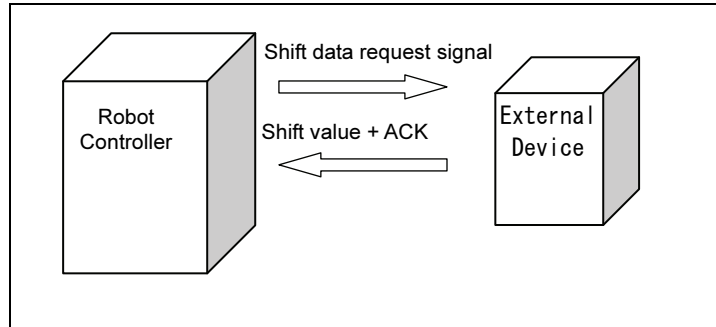 Shift data request signal
Robot
Controller
Shift value + ACK
External
Device